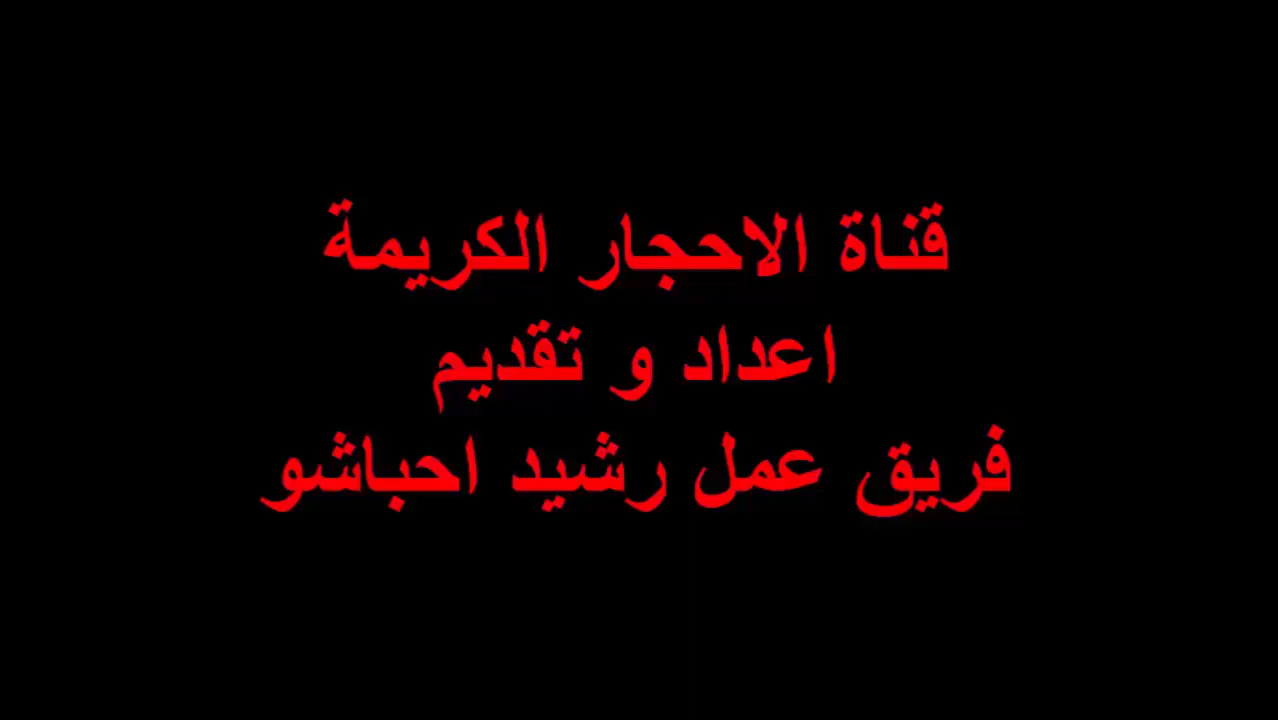 قناة الاحجار الكريمة
اعداد و تقديم
فريق عمل رشيد احباشو